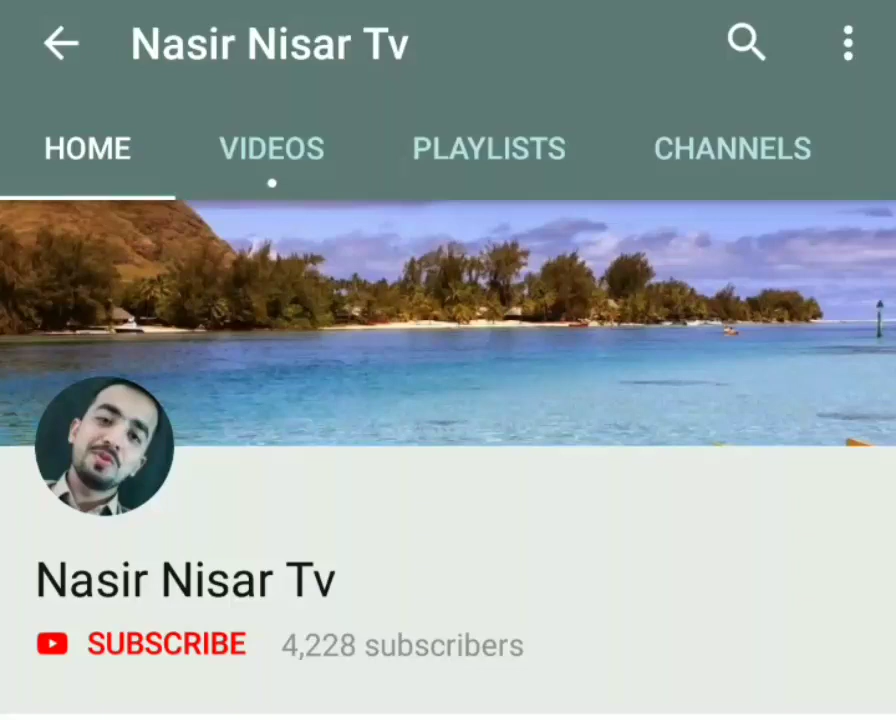 Nasir Nisar Tv
HOME VIDEOS PLAYLISTS CHANNELS
Nasir Nisar Tv
SUBSCRIBE 4,228 subscribers